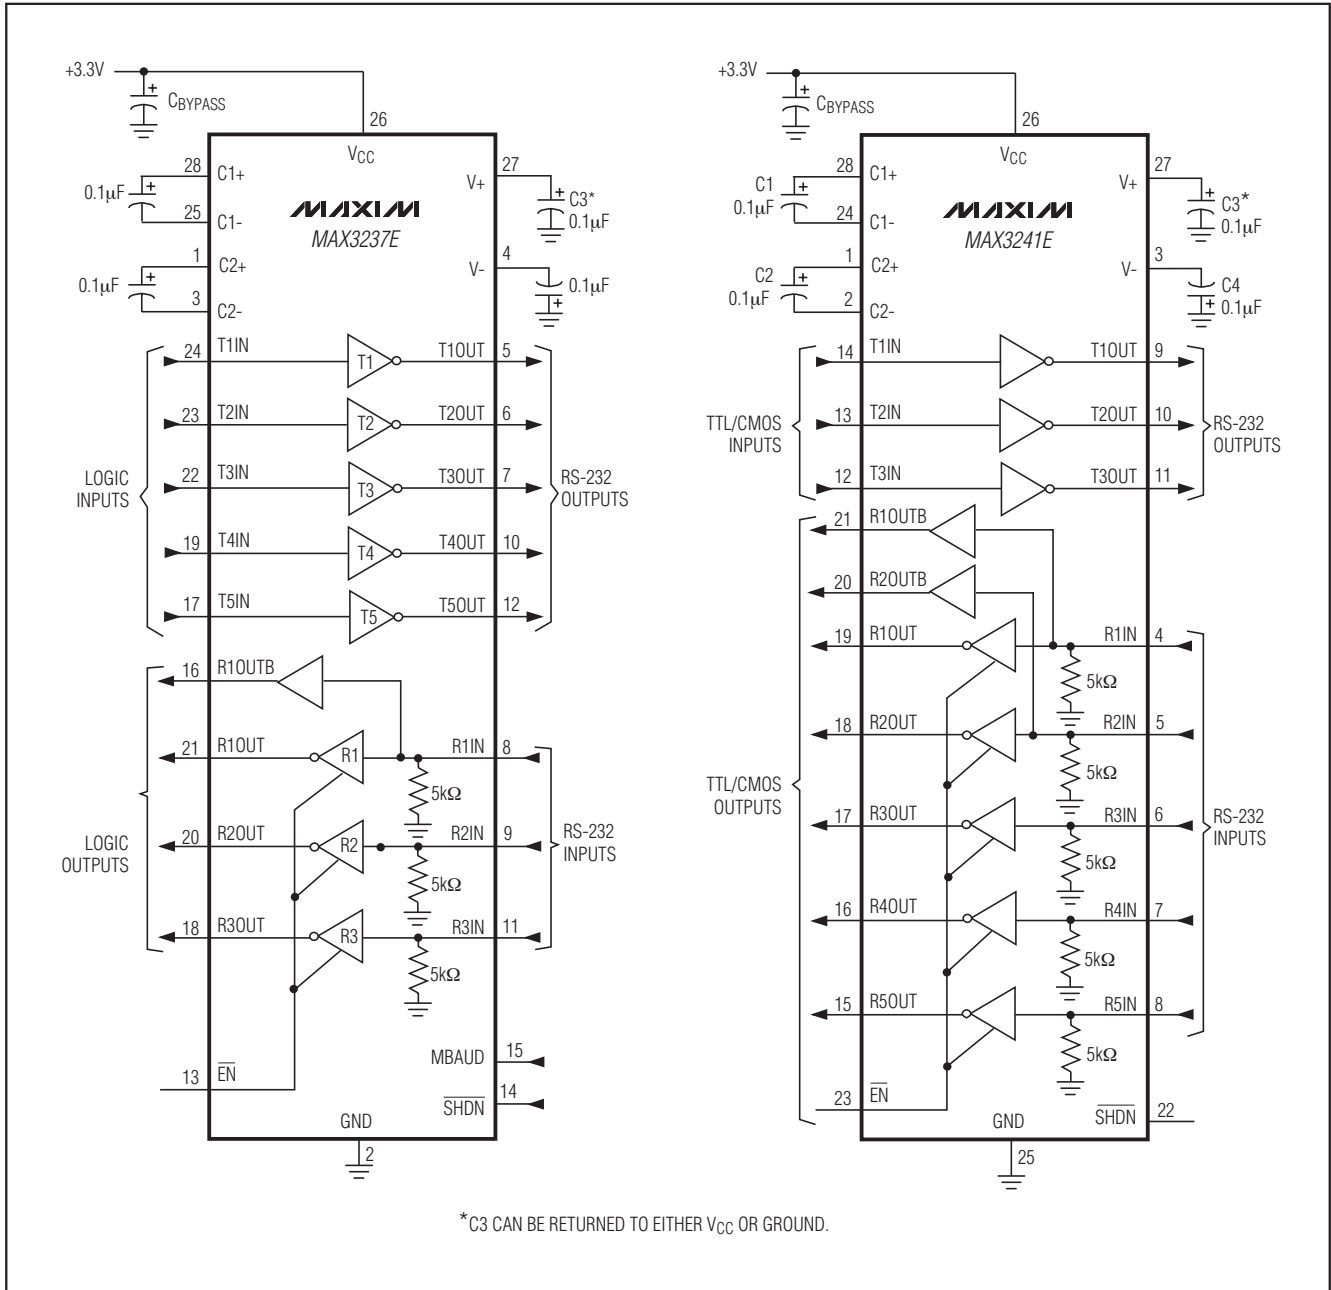 +3.3V
CBYPASS
26
VCC
28
C1+
0.1µF
25
C1-
1
C2+
0.1µF
3
C2-
MAXIM
MAX3237E
27
V+
C3*
0.1µF
4
V-
0.1µF
LOGIC
INPUTS
24
T1IN
T1
T1OUT
5
23
T2IN
T2
T2OUT
6
22
T3IN
T3
T3OUT
7
19
T4IN
T4
T4OUT
10
17
T5IN
T5
T5OUT
12
RS-232
OUTPUTS
16
R1OUTB
21
R1OUT
R1
R1IN
8
5kΩ
20
R2OUT
R2
R2IN
9
5kΩ
18
R3OUT
R3
R3IN
11
5kΩ
LOGIC
OUTPUTS
RS-232
INPUTS
MBAUD
15
13
EN
SHDN
14
GND
2
+3.3V
CBYPASS
26
VCC
28
C1+
C1
0.1µF
24
C1-
1
C2+
C2
0.1µF
2
C2-
MAXIM
MAX3241E
27
V+
C3*
0.1µF
3
V-
C4
0.1µF
TTL/CMOS
INPUTS
14
T1IN
T1OUT
9
13
T2IN
T2OUT
10
12
T3IN
T3OUT
11
RS-232
OUTPUTS
21
R1OUTB
20
R2OUTB
19
R1OUT
R1IN
4
5kΩ
18
R2OUT
R2IN
5
5kΩ
17
R3OUT
R3IN
6
5kΩ
16
R4OUT
R4IN
7
5kΩ
15
R5OUT
R5IN
8
5kΩ
TTL/CMOS
OUTPUTS
RS-232
INPUTS
23
EN
SHDN
22
GND
25
*C3 CAN BE RETURNED TO EITHER VCC OR GROUND.